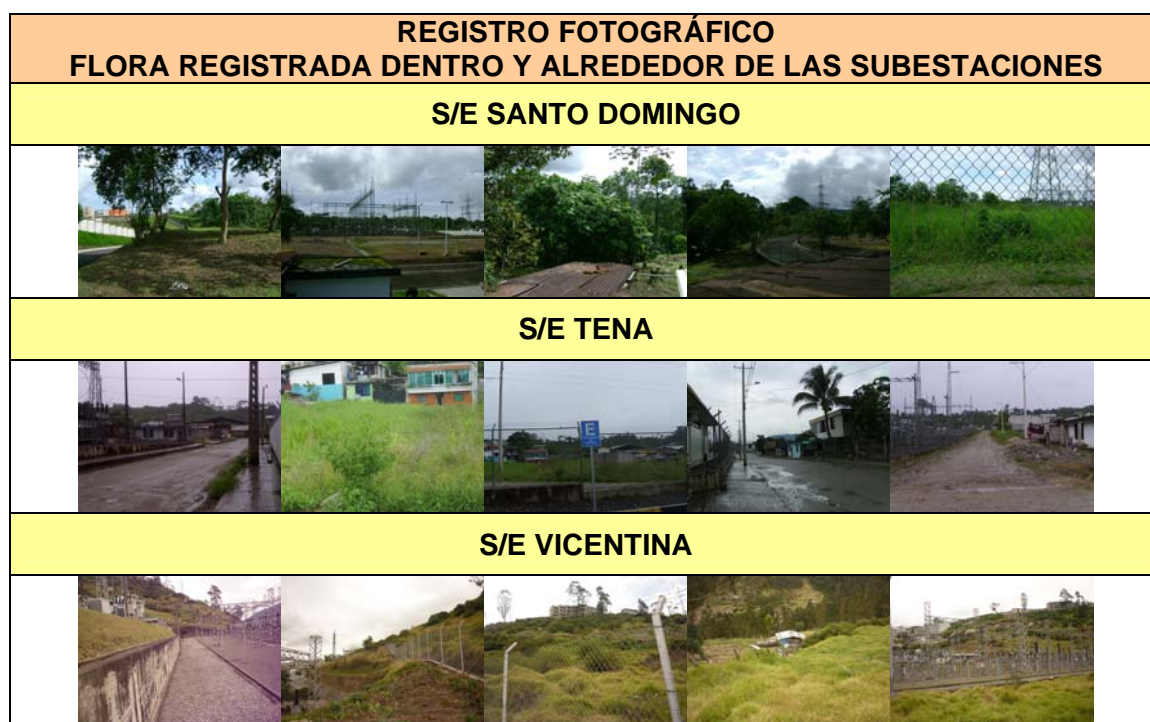 REGISTRO FOTOGRÁFICO
FLORA REGISTRADA DENTRO Y ALREDEDOR DE LAS SUBESTACIONES
S/E SANTO DOMINGO
S/E TENA
E
S/E VICENTINA